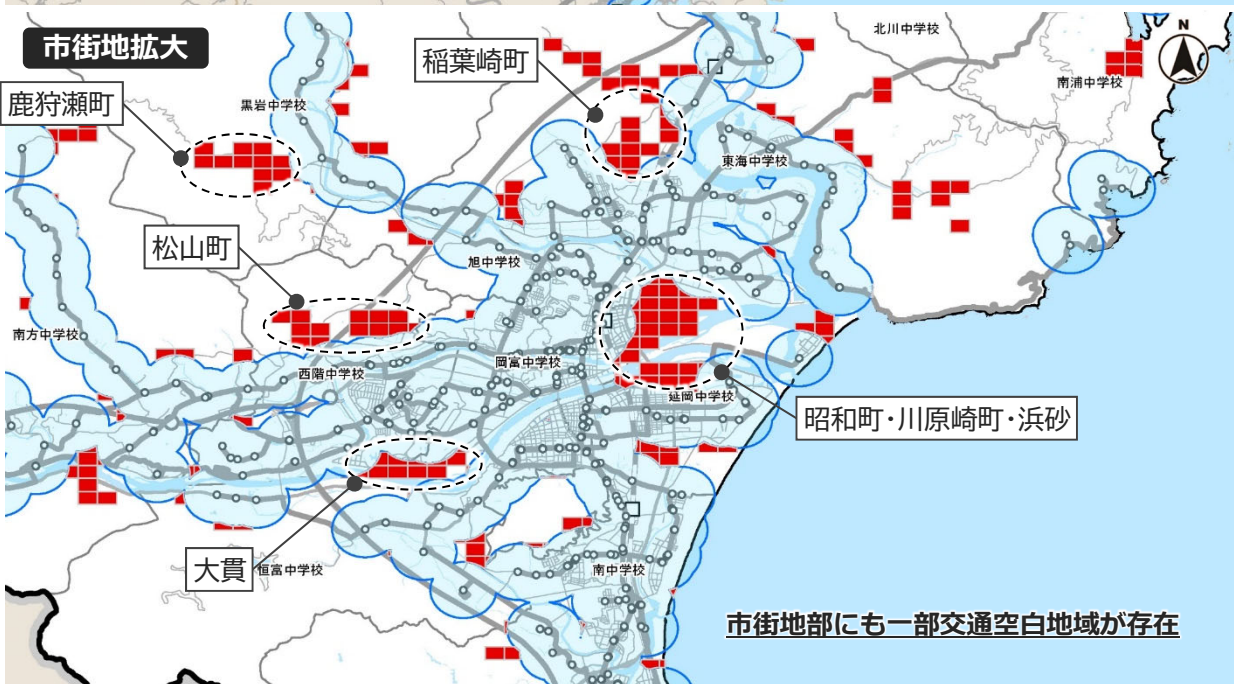 市街地拡大
稲葉崎町
北川中学校
N
南浦中学校
鹿狩瀬町
黒岩中学校
東海中学校
松山町
旭中学校
南方中学校
岡富中学校
西階中学校
延岡中学校
昭和町・川原崎町・浜砂
大貫
恒富中学校
南中学校
市街地部にも一部交通空白地域が存在